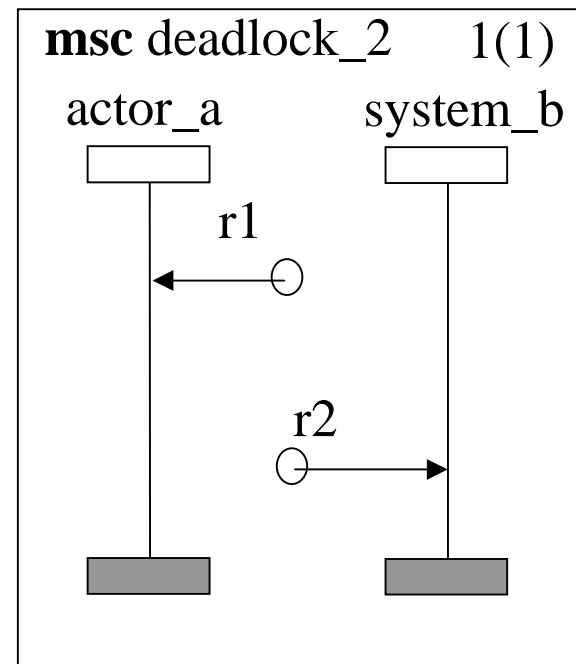 msc deadlock_2 1(1)
actor_a system_b
r1
r2